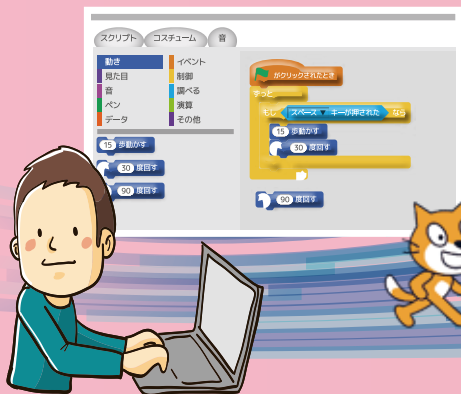 スクリプト コスチューム 音
動き イベント
見た目 制御
音 調べる
ペン 演算
データ その他
15 歩動かす
30 度回す
90 度回す
がクリックされたとき
ずっと
もし スペース キーが押された なら
15 歩動かす
30 度回す
90 度回す